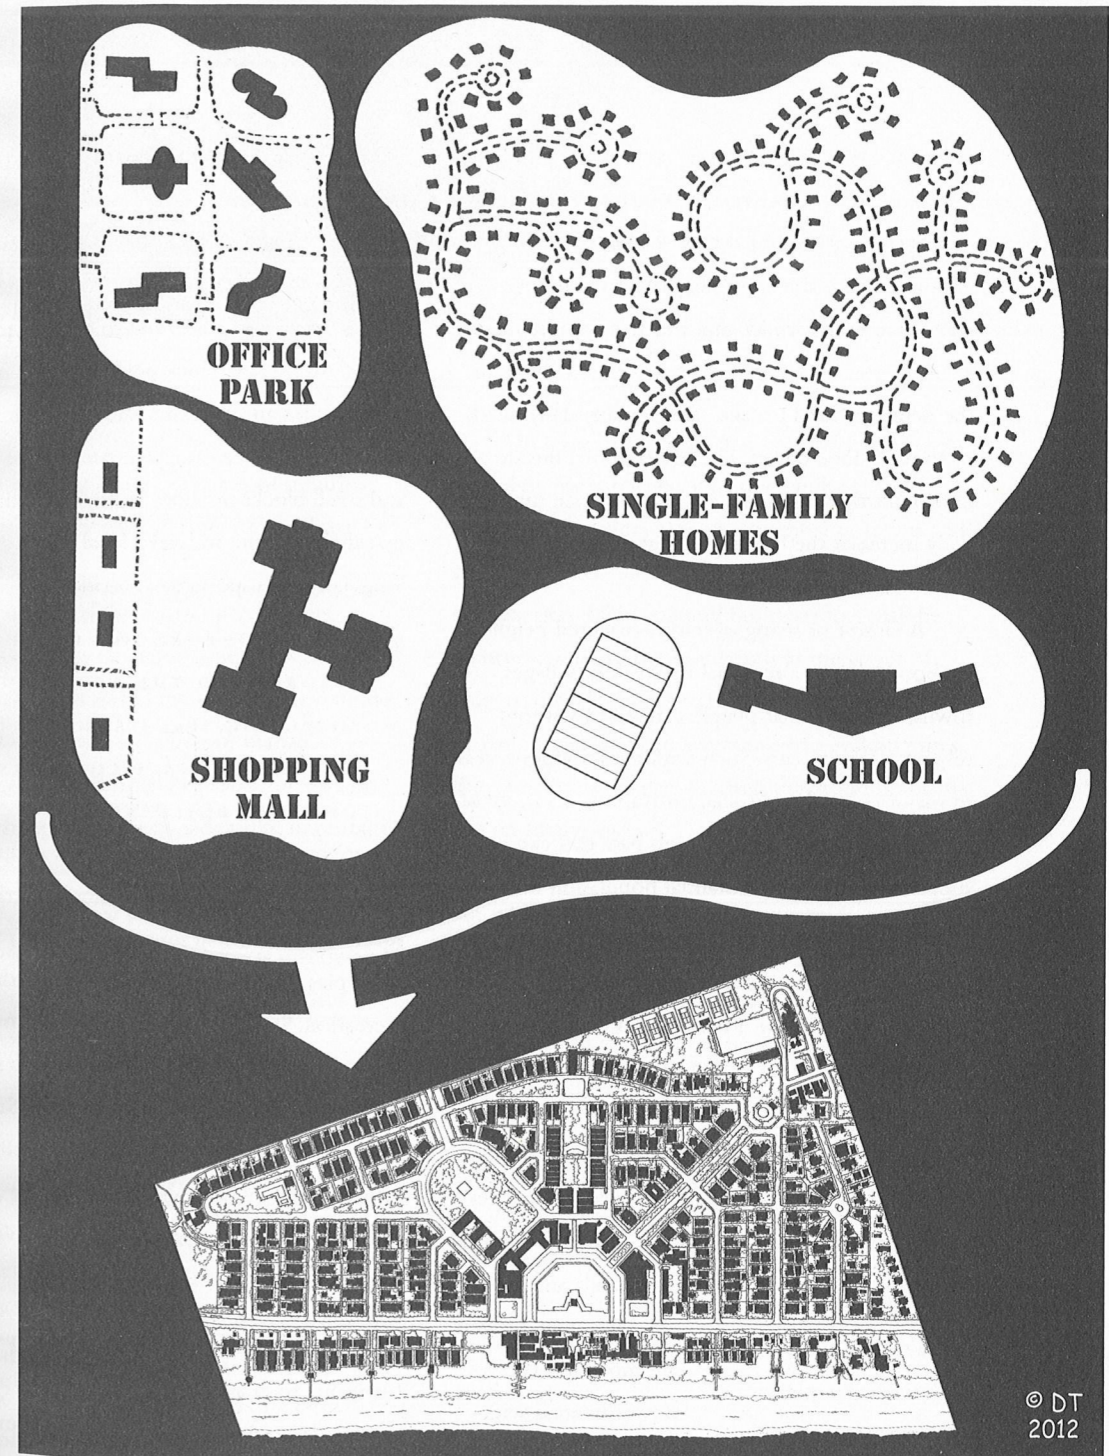 OFFICE
PARK
SINGLE-FAMILY
HOMES
SHOPPING
MALL
SCHOOL
© DT
2012